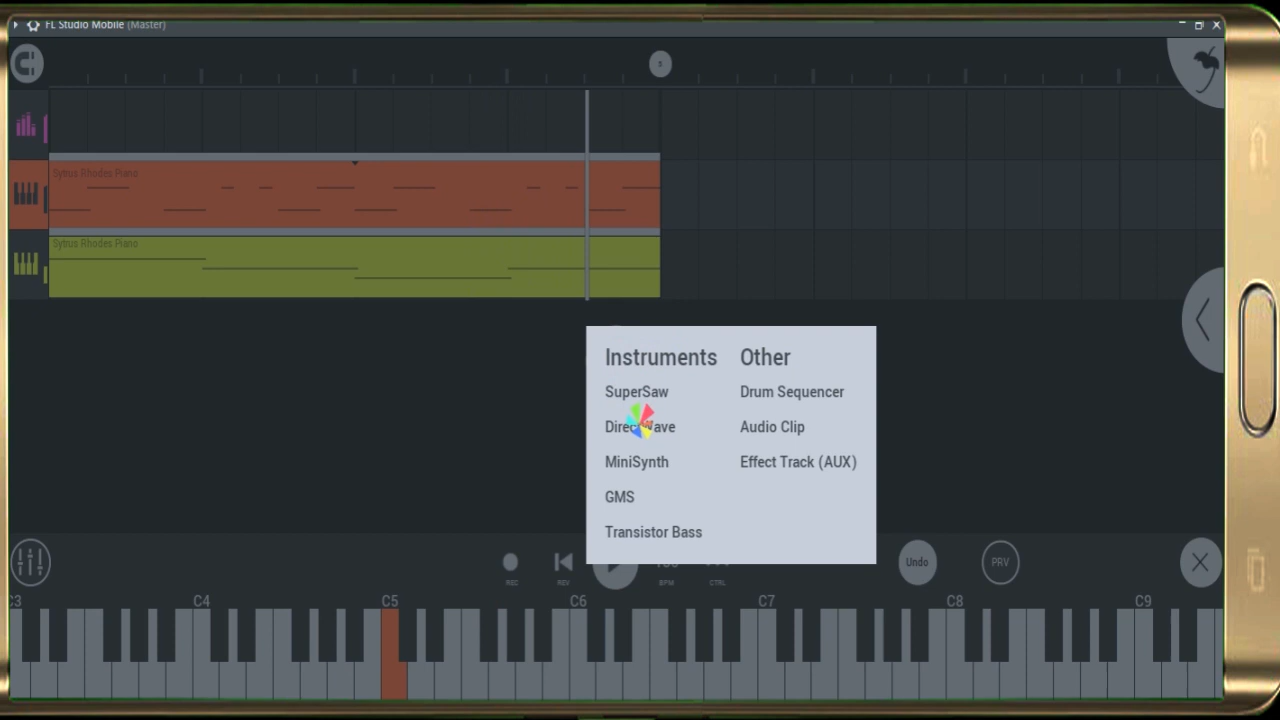 FL Studio Mobile (Master)
Sytrus Rhodes Piano
Sytrus Rhodes Piano
Instruments
Other
SuperSaw
Drum Sequencer
DirectWave
Audio Clip
MiniSynth
Effect Track (AUX)
GMS
Transistor Bass
Undo
PRV
REC
REV
BPM
CTRL
C4
C5
C6
C7
C8
C9